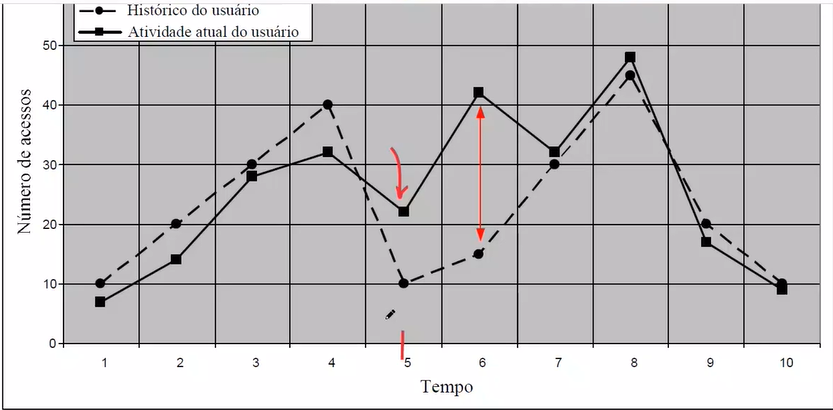 Histórico do usuário
Atividade atual do usuário
Número de acessos
50
40
30
20
10
0
1 2 3 4 5 6 7 8 9 10
Tempo